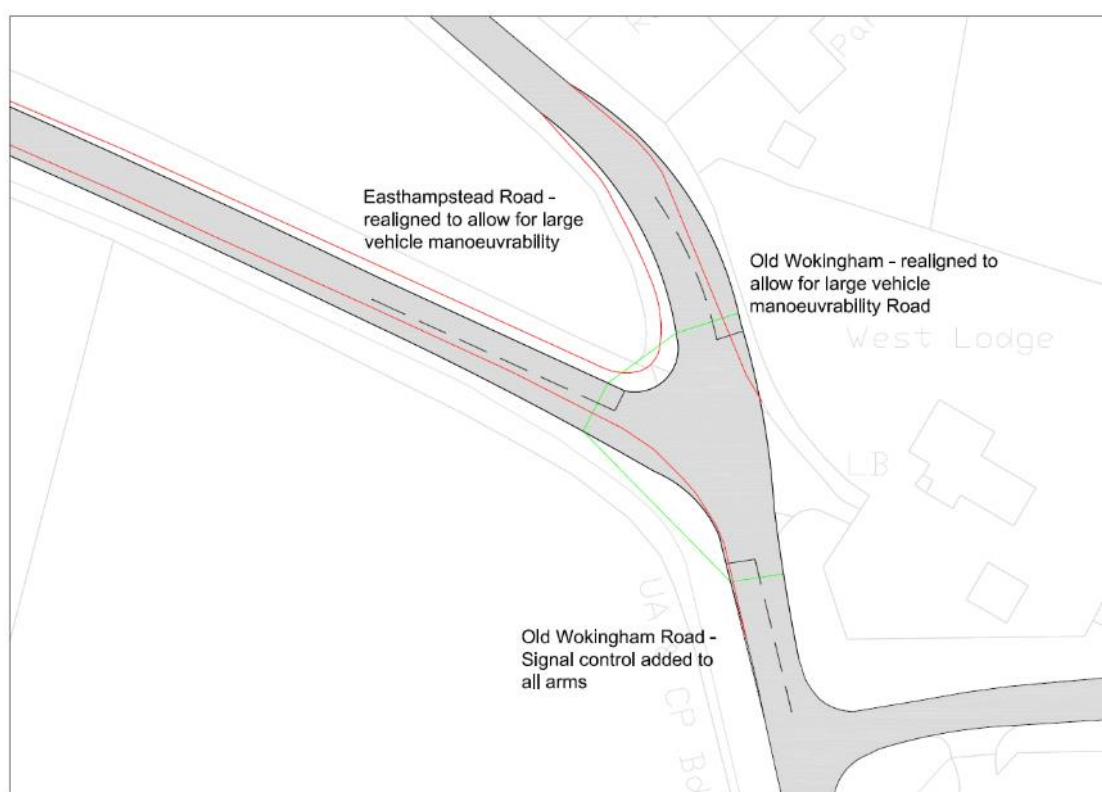 Easthampstead Road -
realigned to allow for large
vehicle manoeuvrability
Old Wokingham - realigned to
allow for large vehicle
manoeuvrability Road
West Lodge
LB
Old Wokingham Road -
Signal control added to
all arms
UA
CP Bd